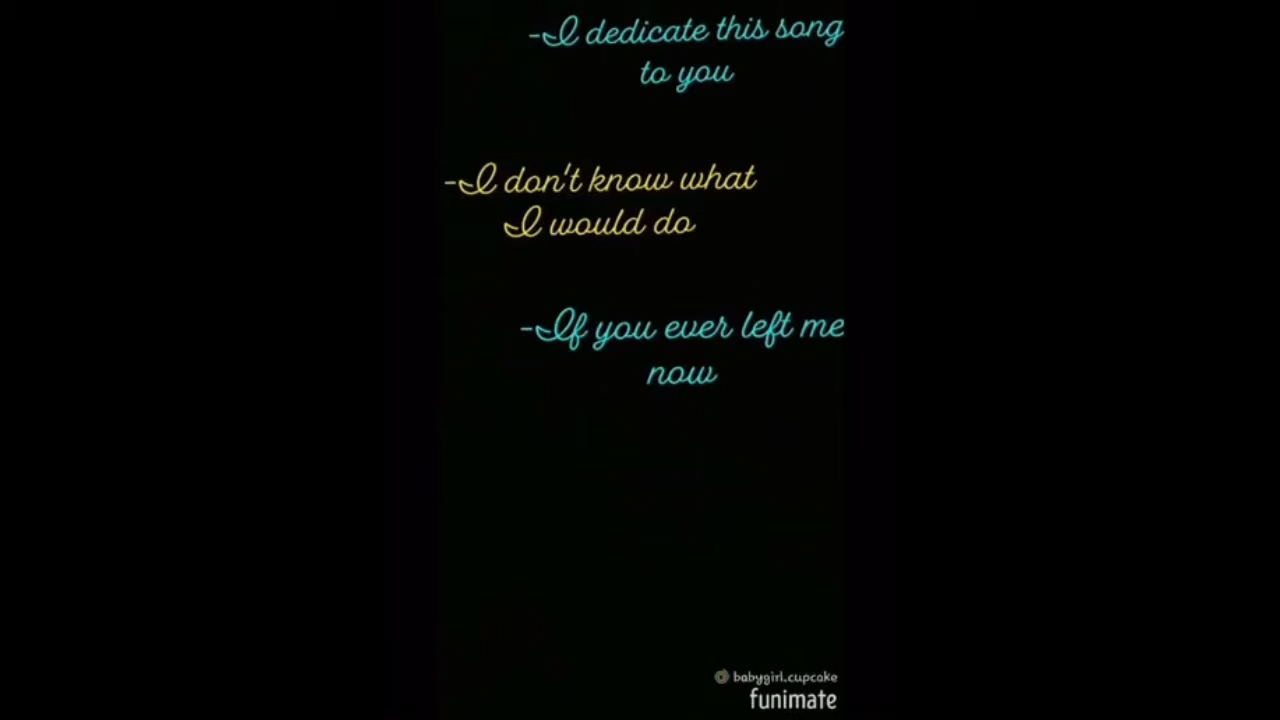 -I dedicate this song
to you
-I don't know what
I would do
-If you ever left me
now
babygirl.cupcake
funimate